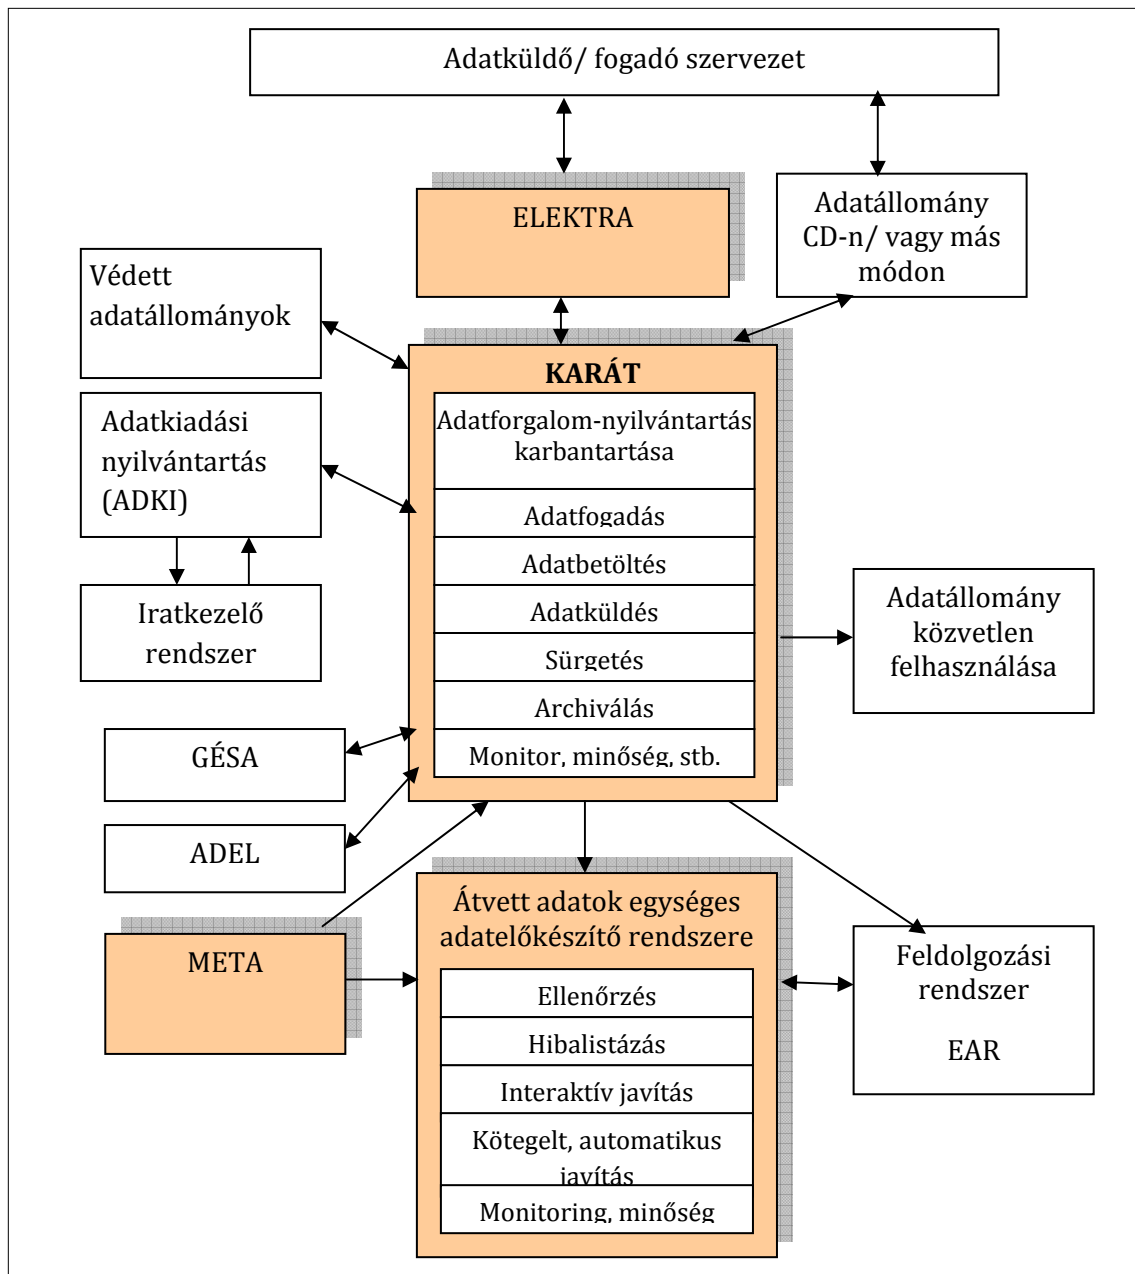 Adatküldő/ fogadó szervezet
ELEKTRA
Adatállomány
CD-n/ vagy más
módon
Védett
adatállományok
KARÁT
Adatforgalom-nyilvántartás
karbantartása
Adatfogadás
Adatbetöltés
Adatküldés
Sürgetés
Archiválás
Monitor, minőség, stb.
Adatkiadási
nyilvántartás
(ADKI)
Iratkezelő
rendszer
Adatállomány
közvetlen
felhasználása
GÉSA
ADEL
META
Átvett adatok egységes
adatelőkészítő rendszere
Ellenőrzés
Hibalistázás
Interaktív javítás
Kötegelt, automatikus
javítás
Monitoring, minőség
Feldolgozási
rendszer
EAR